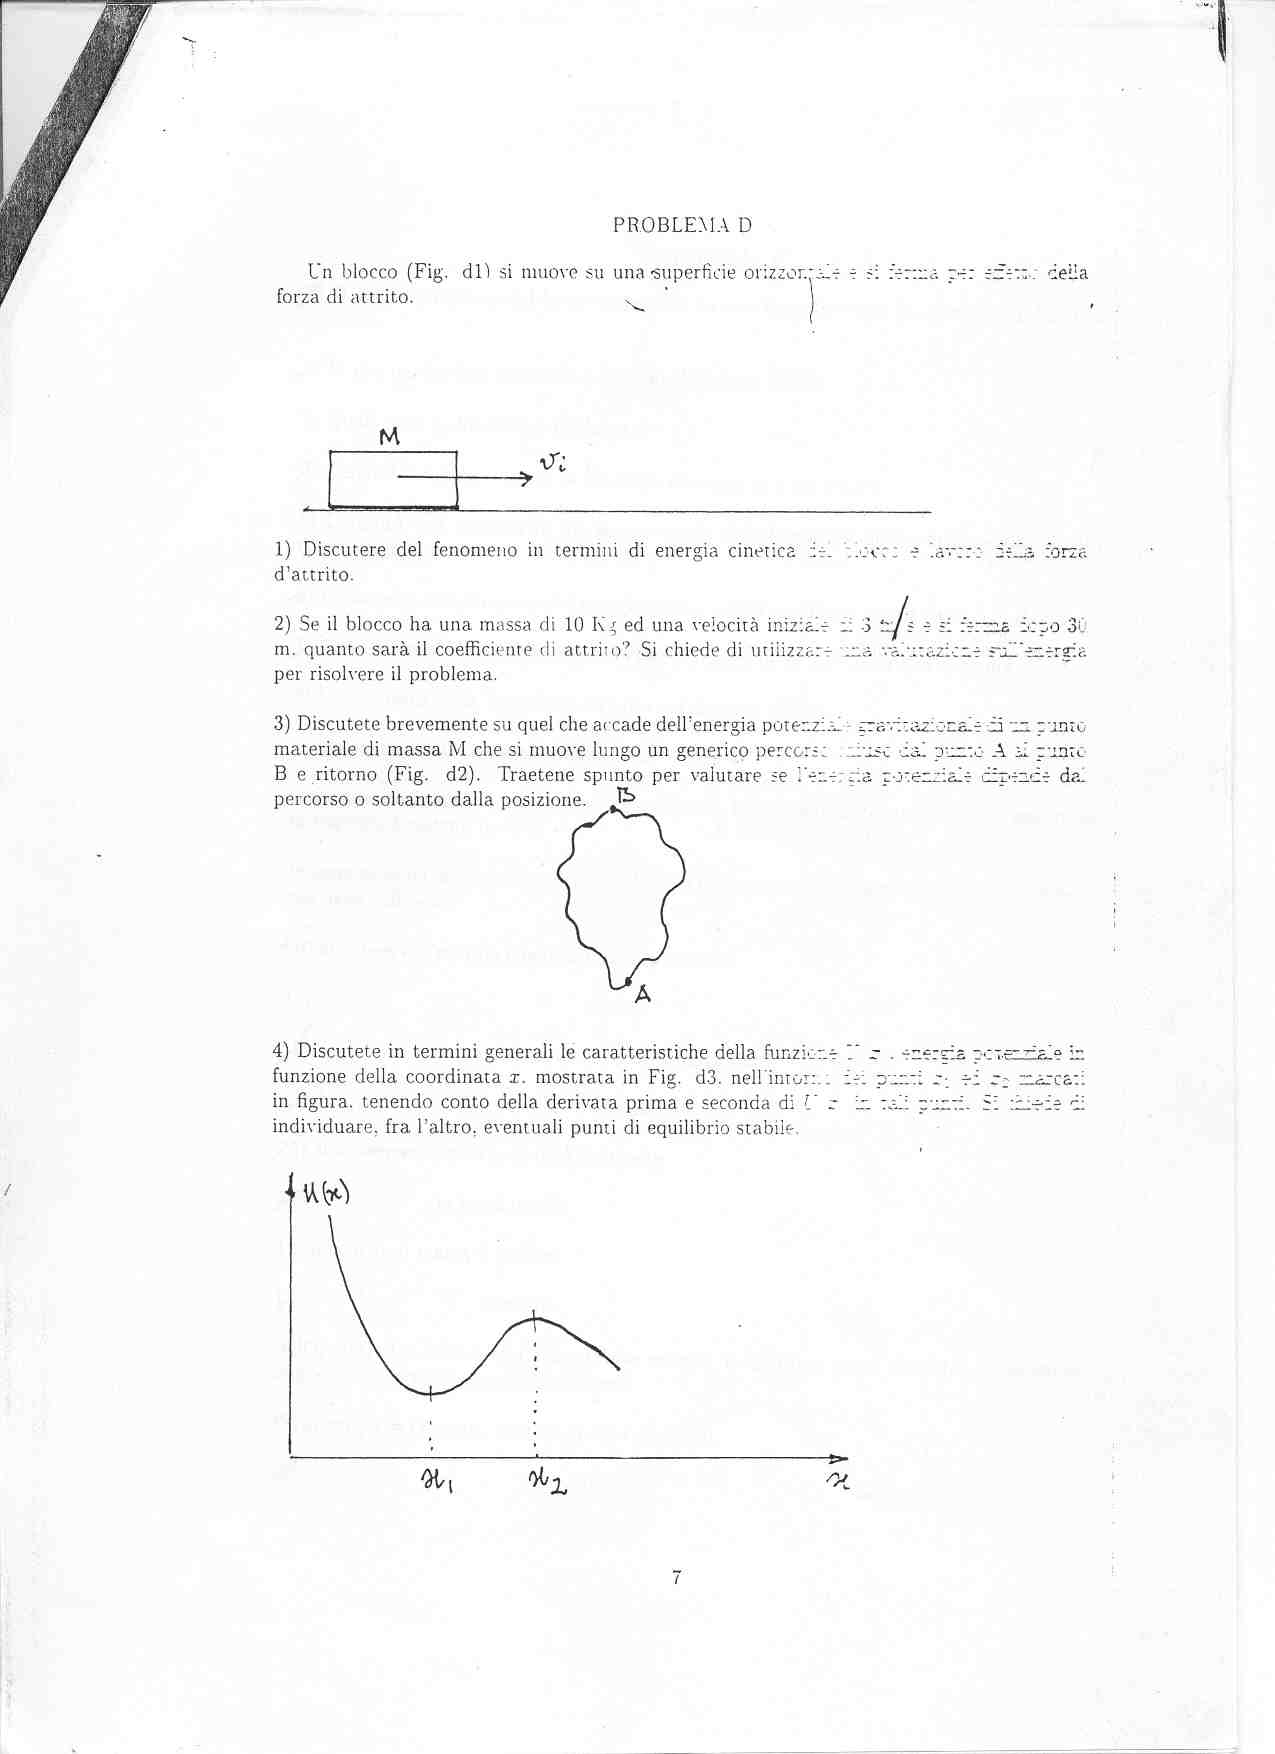 PROBLEMA D
Un blocco (Fig. d1) si muove su una superficie orizzontale e si ferma per effetto della
forza di attrito.
M
v i
1) Discutere del fenomeno in termini di energia cinetica del blocco e lavoro della forza
d'attrito.
2) Se il blocco ha una massa di 10 Kg ed una velocità iniziale di 3 m/s e si ferma dopo 30
m. quanto sarà il coefficiente di attrito? Si chiede di utilizzare una valutazione sull'energia
per risolvere il problema.
3) Discutete brevemente su quel che accade dell'energia potenziale gravitazionale di un punto
materiale di massa M che si muove lungo un generico percorso chiuso dal punto A al punto
B e ritorno (Fig. d2). Traetene spunto per valutare se l'energia potenziale dipende dal
percorso o soltanto dalla posizione.
B
A
4) Discutete in termini generali le caratteristiche della funzione U x . energia potenziale in
funzione della coordinata x. mostrata in Fig. d3. nell'intorno dei punti x1 ed x2 marcati
in figura. tenendo conto della derivata prima e seconda di U x in tali punti. Si chiede di
individuare, fra l'altro, eventuali punti di equilibrio stabile.
U(x)
x1 x2 x
7